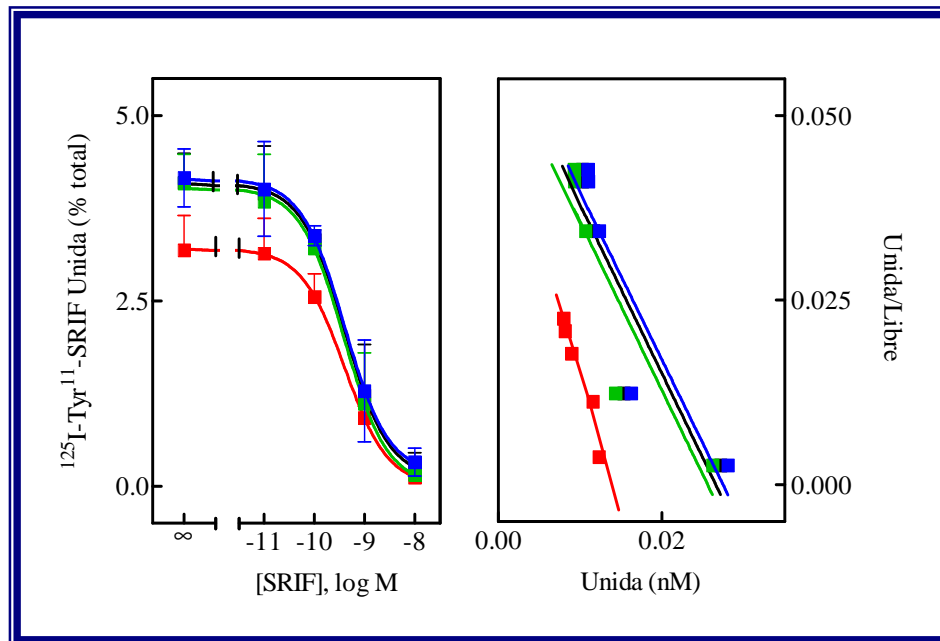 ¹²⁵I-Tyr¹¹-SRIF Unida (% total)
5.0
2.5
0.0
∞ -11 -10 -9 -8
[SRIF], log M
0.050
0.025
0.000
Unida/Libre
0.00 0.02
Unida (nM)